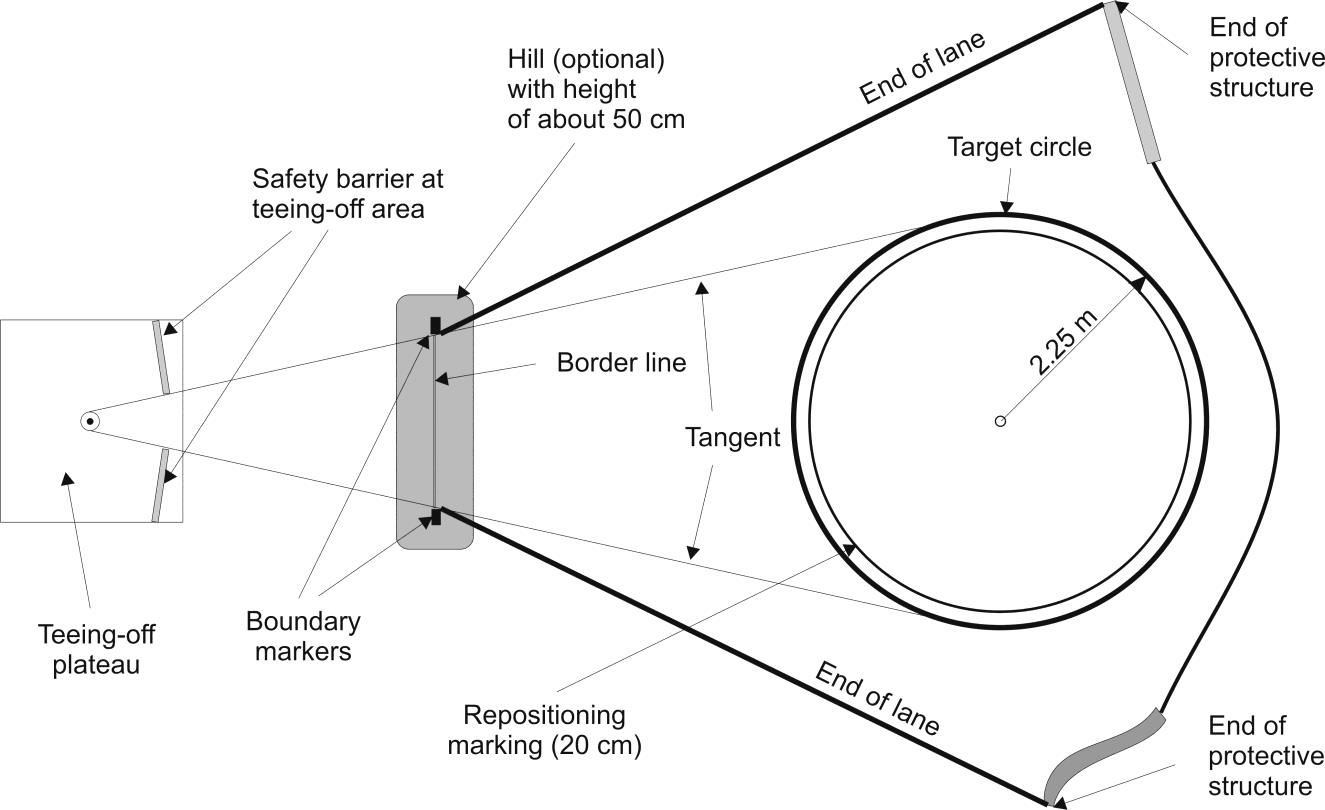 End of
protective
structure
Hill (optional)
with height
of about 50 cm
End of lane
Target circle
Safety barrier at
teeing-off area
2.25 m
Border line
Tangent
Teeing-off
plateau
Boundary
markers
End of lane
Repositioning
marking (20 cm)
End of
protective
structure